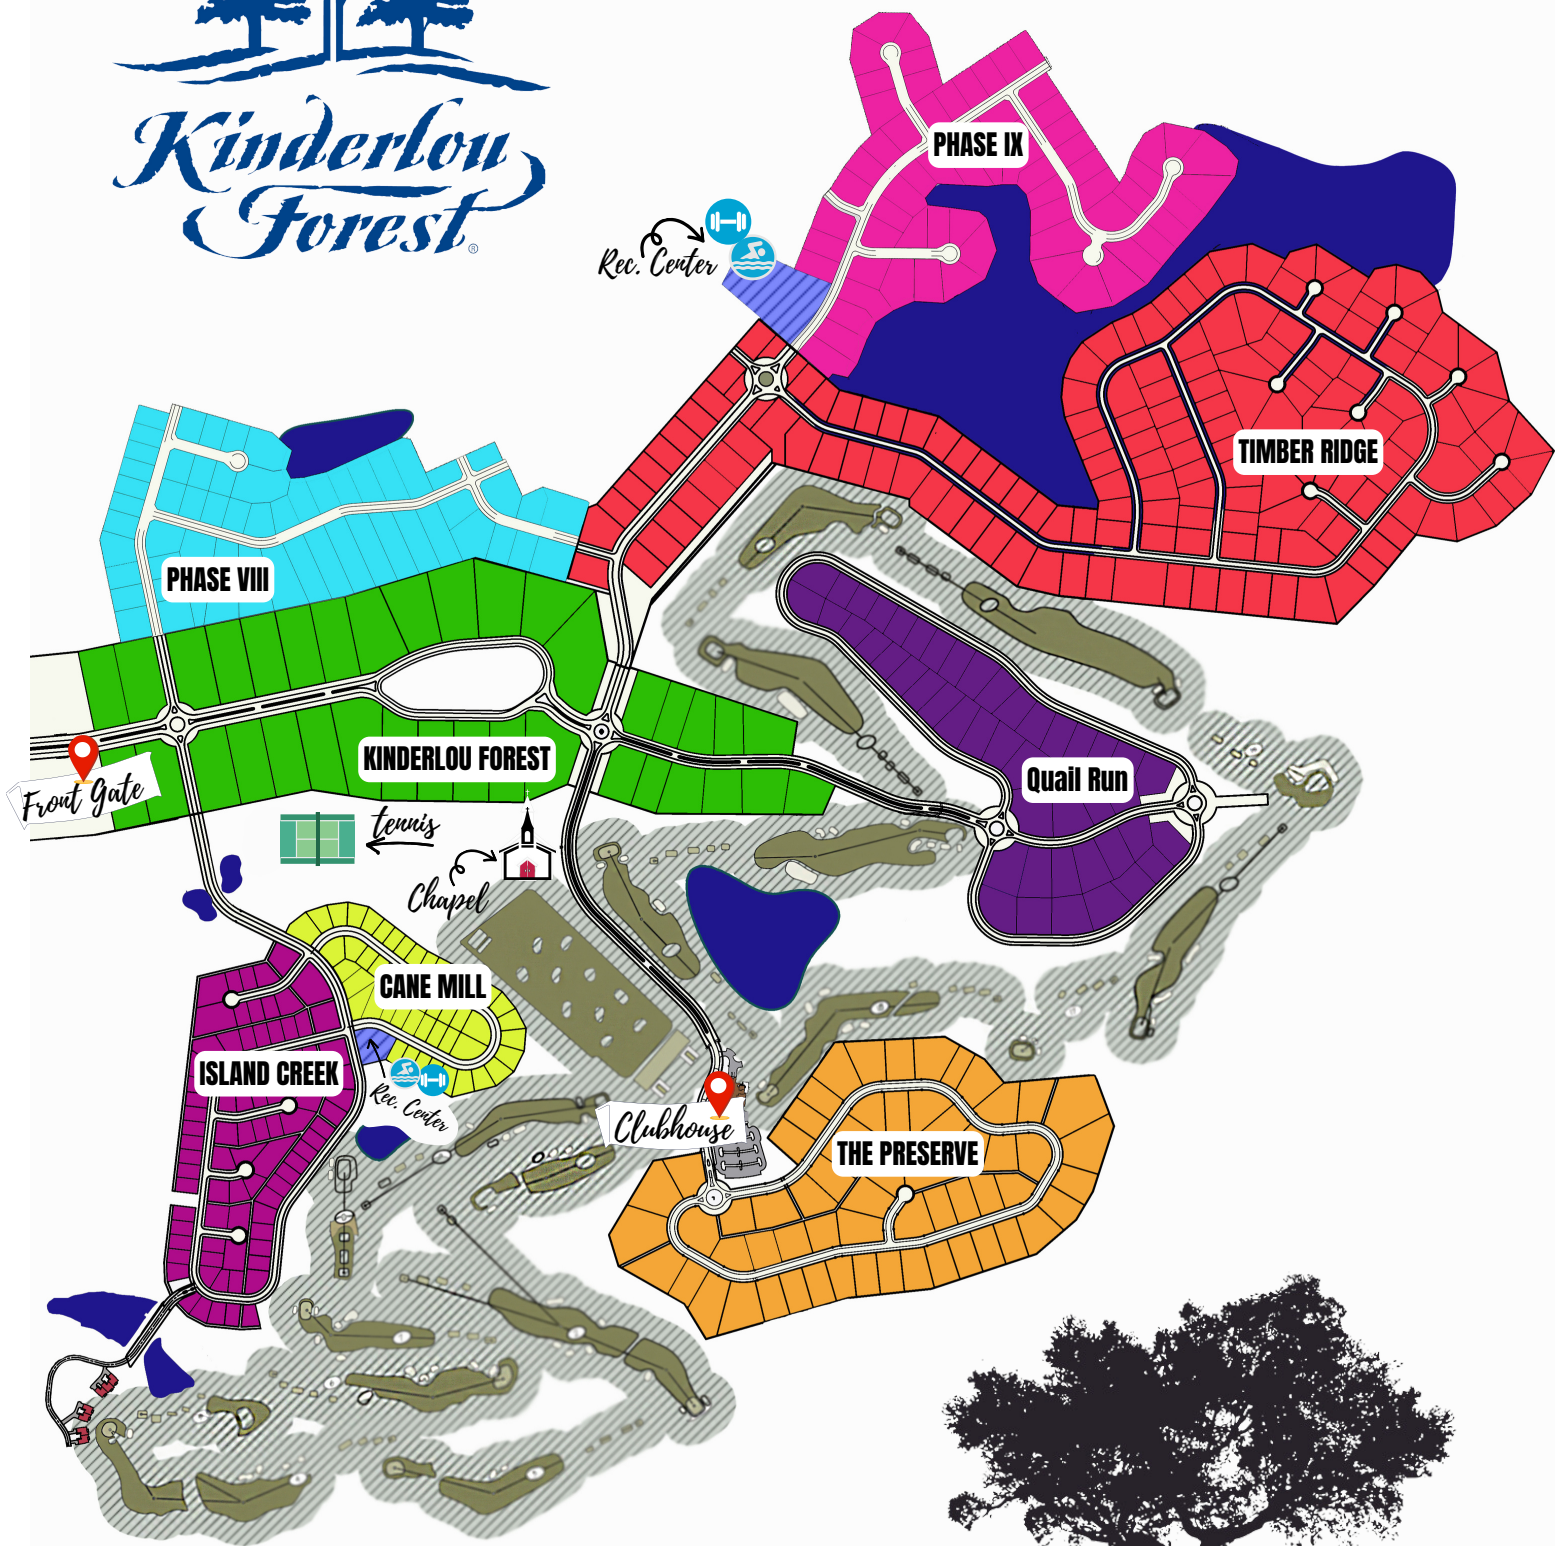 Kinderlou
Forest®
PHASE IX
Rec. Center
TIMBER RIDGE
PHASE VIII
KINDERLOU FOREST
Quail Run
Front Gate
tennis
Chapel
CANE MILL
ISLAND CREEK
Rec. Center
Clubhouse
THE PRESERVE